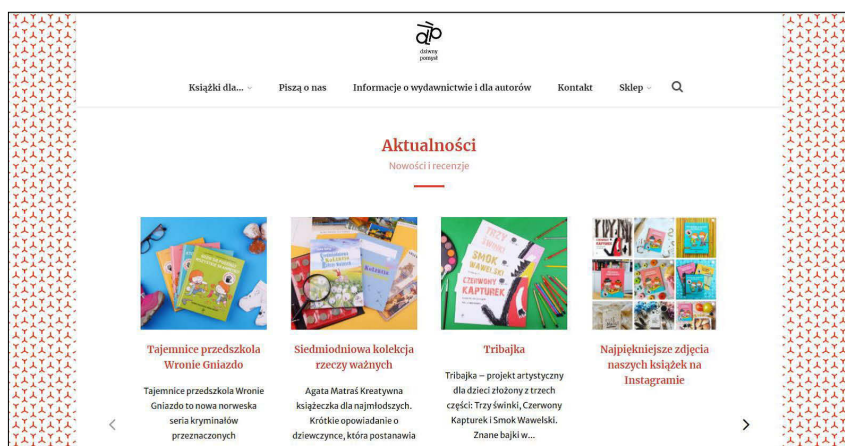 dp
dziwny
pomysł
Książki dla...
Piszą o nas
Informacje o wydawnictwie i dla autorów
Kontakt
Sklep
Aktualności
Nowości i recenzje
TRZY
ŚWINKI
SMOK
WAWELSKI
CZERWONY
KAPTUREK
Tajemnice przedszkola
Wronie Gniazdo
Tajemnice przedszkola Wronie
Gniazdo to nowa norweska
seria kryminałów
przeznaczonych
Siedmiodniowa kolekcja
rzeczy ważnych
Agata Matraś Kreatywna
książeczka dla najmłodszych.
Krótkie opowiadanie o
dziewczynce, która postanawia
Tribajka
Tribajka – projekt artystyczny
dla dzieci złożony z trzech
części: Trzy świnki, Czerwony
Kapturek i Smok Wawelski.
Znane bajki w...
Najpiękniejsze zdjęcia
naszych książek na
Instagramie